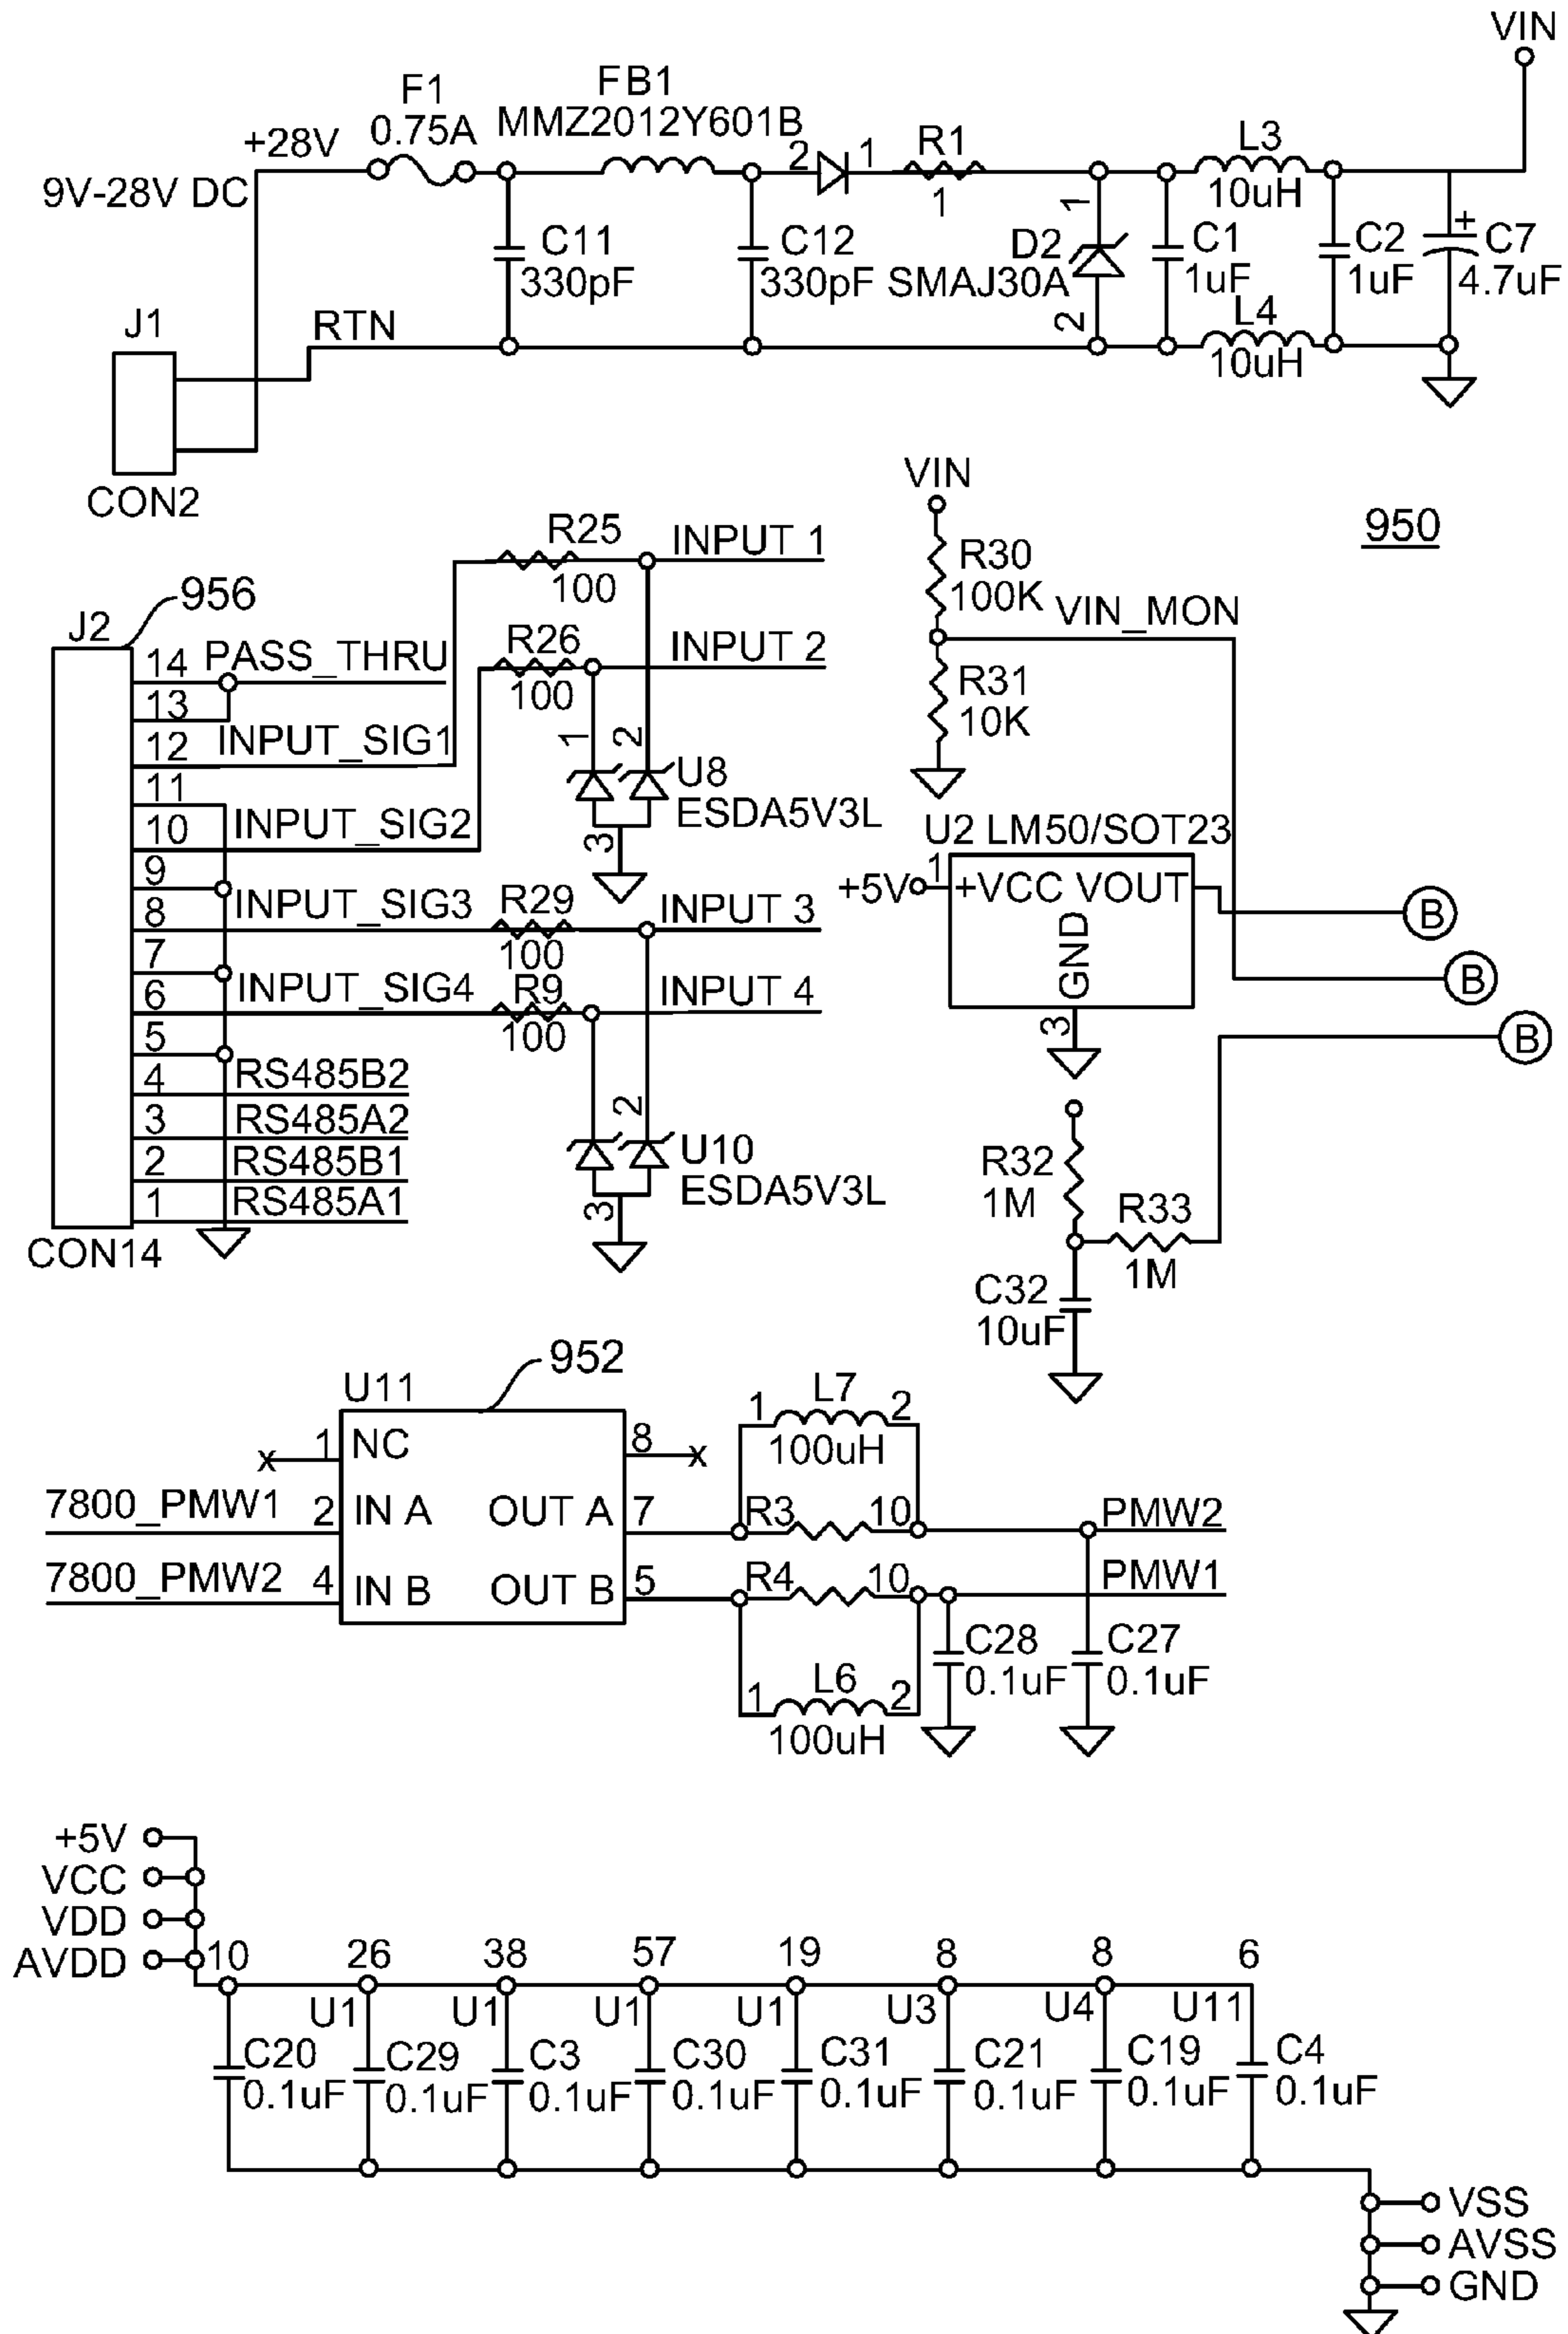 VIN
F1
0.75A
FB1
MMZ2012Y601B
+28V
9V-28V DC
2
1
R1
1
L3
10uH
C11
330pF
C12
330pF
1
D2
SMAJ30A
2
C1
1uF
C2
1uF
+
C7
4.7uF
L4
10uH
J1
RTN
CON2
VIN
950
R25
100
INPUT 1
R30
100K
956
J2
R26
100
INPUT 2
VIN_MON
14
PASS_THRU
13
12
INPUT_SIG1
R31
10K
1
2
U8
ESDA5V3L
3
11
10
INPUT_SIG2
9
8
INPUT_SIG3
R29
100
INPUT 3
7
6
INPUT_SIG4
R9
100
INPUT 4
5
4
RS485B2
3
RS485A2
2
RS485B1
1
RS485A1
CON14
2
U10
ESDA5V3L
3
U2 LM50/SOT23
+5V
1
+VCC VOUT
GND
3
B
B
B
R32
1M
R33
1M
C32
10uF
952
U11
1
NC
8
x
x
7800_PMW1
2
IN A
OUT A
7
7800_PMW2
4
IN B
OUT B
5
L7
1
2
100uH
R3
10
PMW2
R4
10
PMW1
C28
0.1uF
C27
0.1uF
L6
1
2
100uH
+5V
VCC
VDD
AVDD
10
26
38
57
19
8
8
6
U1
U1
U1
U1
U3
U4
U11
C20
0.1uF
C29
0.1uF
C3
0.1uF
C30
0.1uF
C31
0.1uF
C21
0.1uF
C19
0.1uF
C4
0.1uF
VSS
AVSS
GND